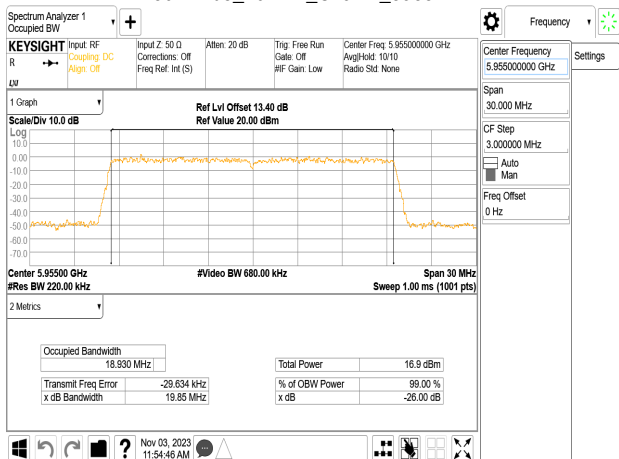 Spectrum Analyzer 1
Occupied BW
Frequency
KEYSIGHT
R
LXI
Input: RF
Coupling: DC
Align: Off
Input Z: 50 Ω
Corrections: Off
Freq Ref: Int (S)
Atten: 20 dB
Trig: Free Run
Gate: Off
#IF Gain: Low
Center Freq: 5.955000000 GHz
Avg|Hold: 10/10
Radio Std: None
Center Frequency
5.955000000 GHz
Settings
Span
30.000 MHz
CF Step
3.000000 MHz
Auto
Man
Freq Offset
0 Hz
1 Graph
Scale/Div 10.0 dB
Ref Lvl Offset 13.40 dB
Ref Value 20.00 dBm
Log
10.0
0.00
-10.0
-20.0
-30.0
-40.0
-50.0
-60.0
-70.0
Center 5.95500 GHz
#Video BW 680.00 kHz
Span 30 MHz
#Res BW 220.00 kHz
Sweep 1.00 ms (1001 pts)
2 Metrics
Occupied Bandwidth
18.930 MHz
Total Power 16.9 dBm
Transmit Freq Error -29.634 kHz
% of OBW Power 99.00 %
x dB Bandwidth 19.85 MHz
x dB -26.00 dB
?
Nov 03, 2023
11:54:46 AM